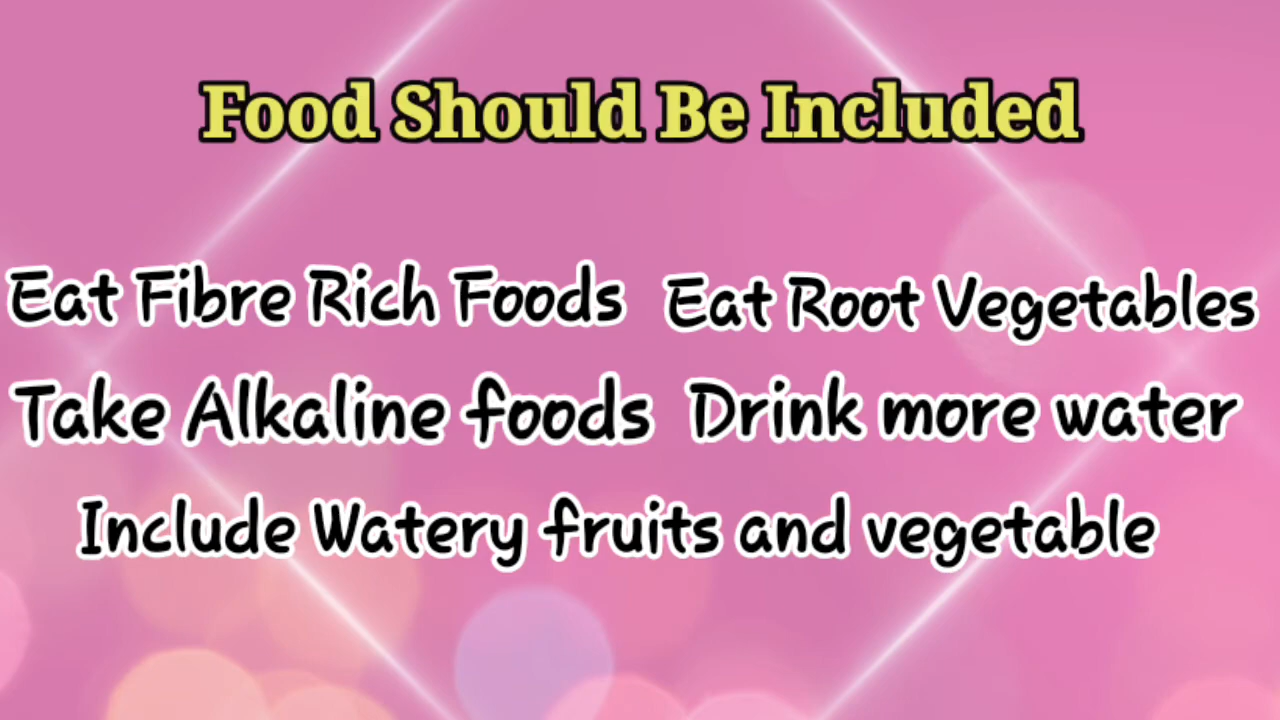 Food Should Be Included
Eat Fibre Rich Foods Eat Root Vegetables
Take Alkaline foods Drink more water
Include Watery fruits and vegetable